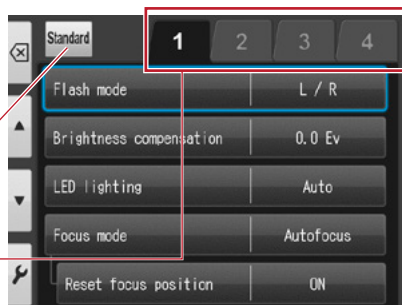 Standard 1 2 3 4
Flash mode L / R
Brightness compensation 0.0 Ev
LED lighting Auto
Focus mode Autofocus
Reset focus position ON